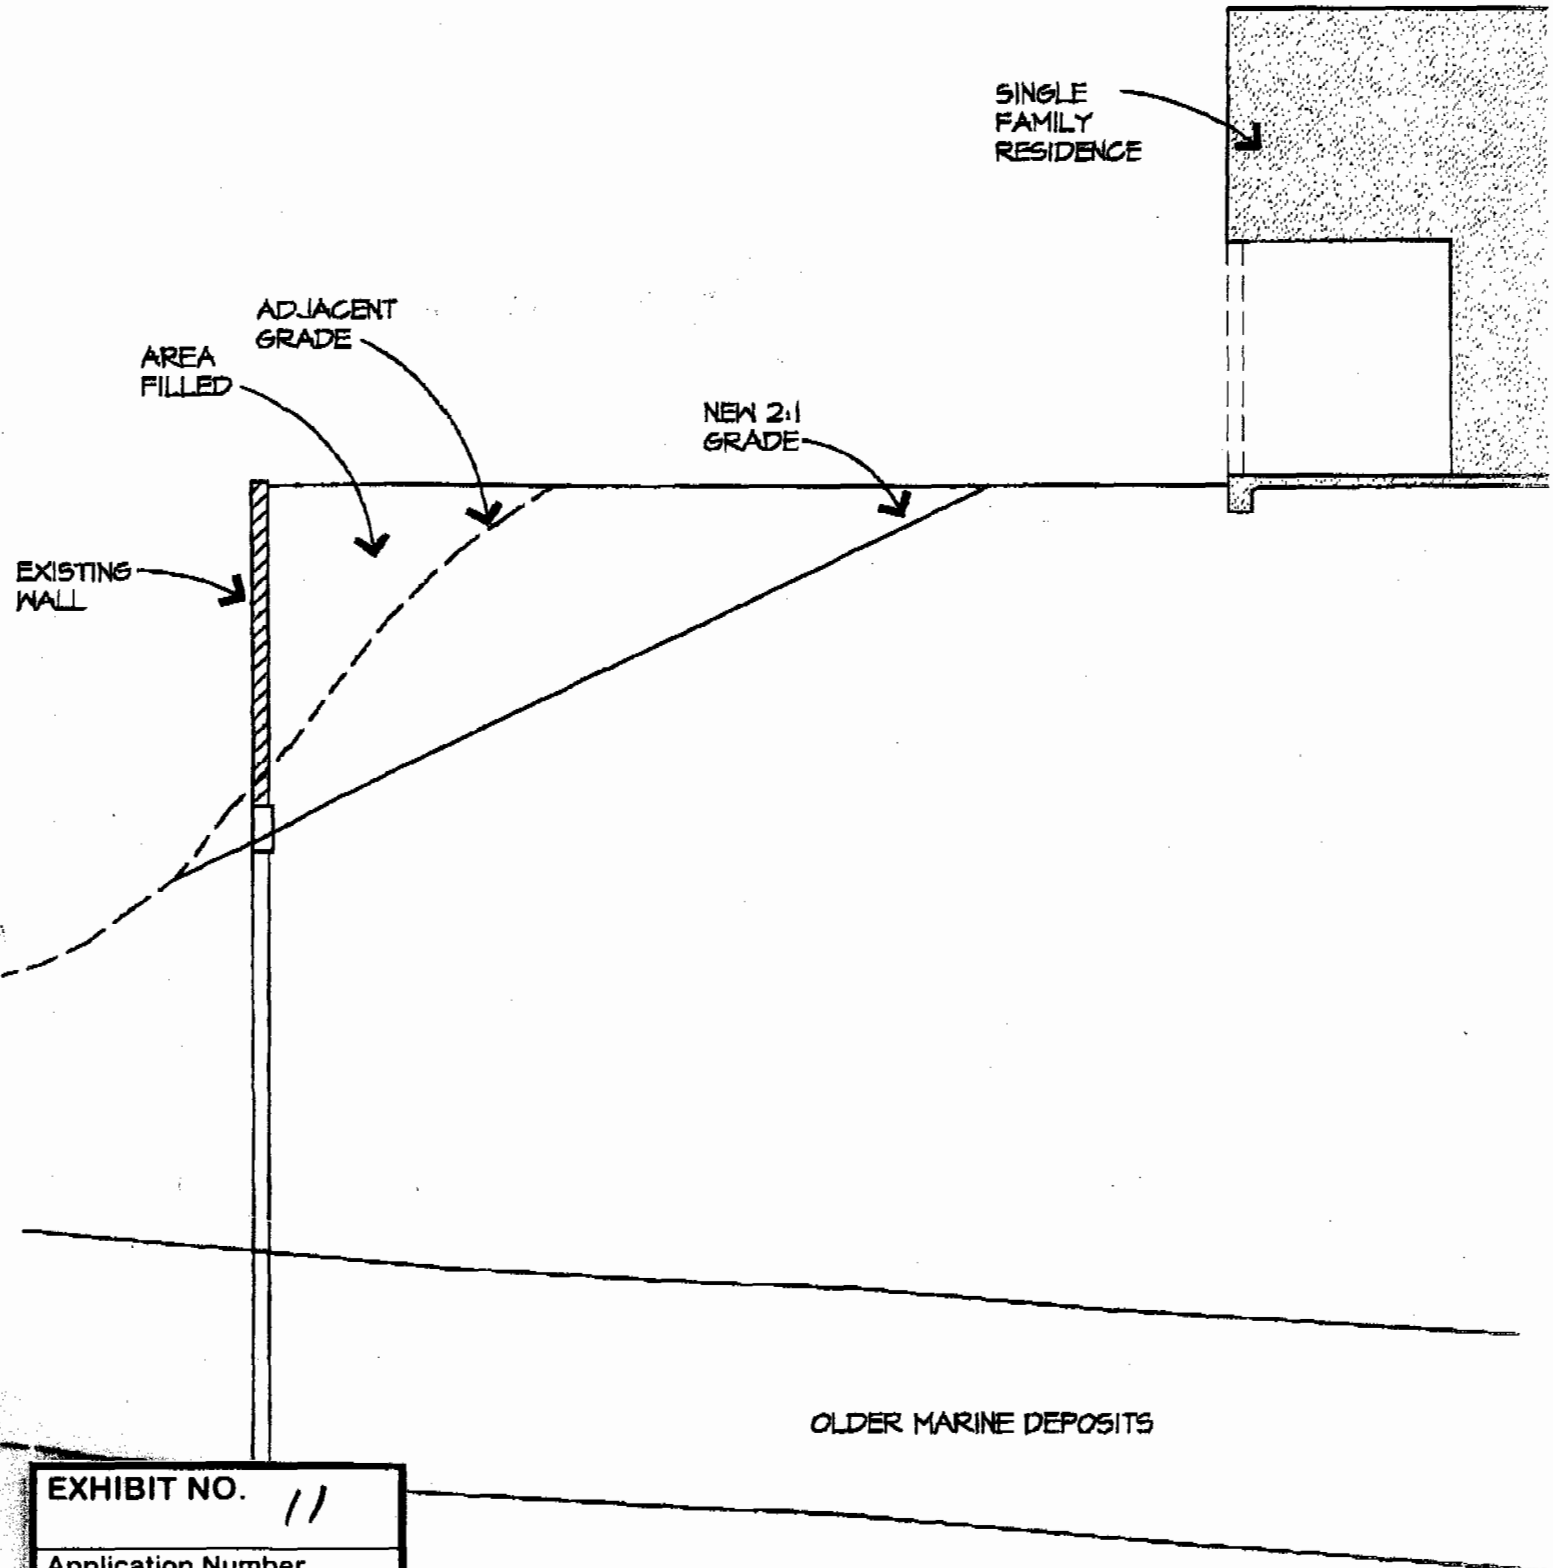 SINGLE
FAMILY
RESIDENCE
ADJACENT
GRADE
AREA
FILLED
NEW 2:1
GRADE
EXISTING
WALL
OLDER MARINE DEPOSITS
EXHIBIT NO. 11
Application Number